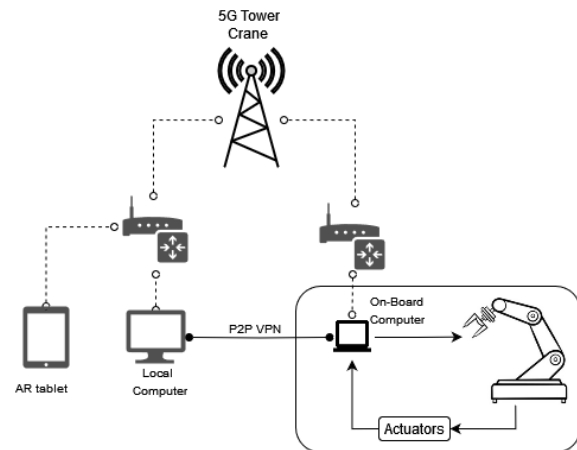 5G Tower
Crane
On-Board
Computer
P2P VPN
AR tablet
Local
Computer
Actuators